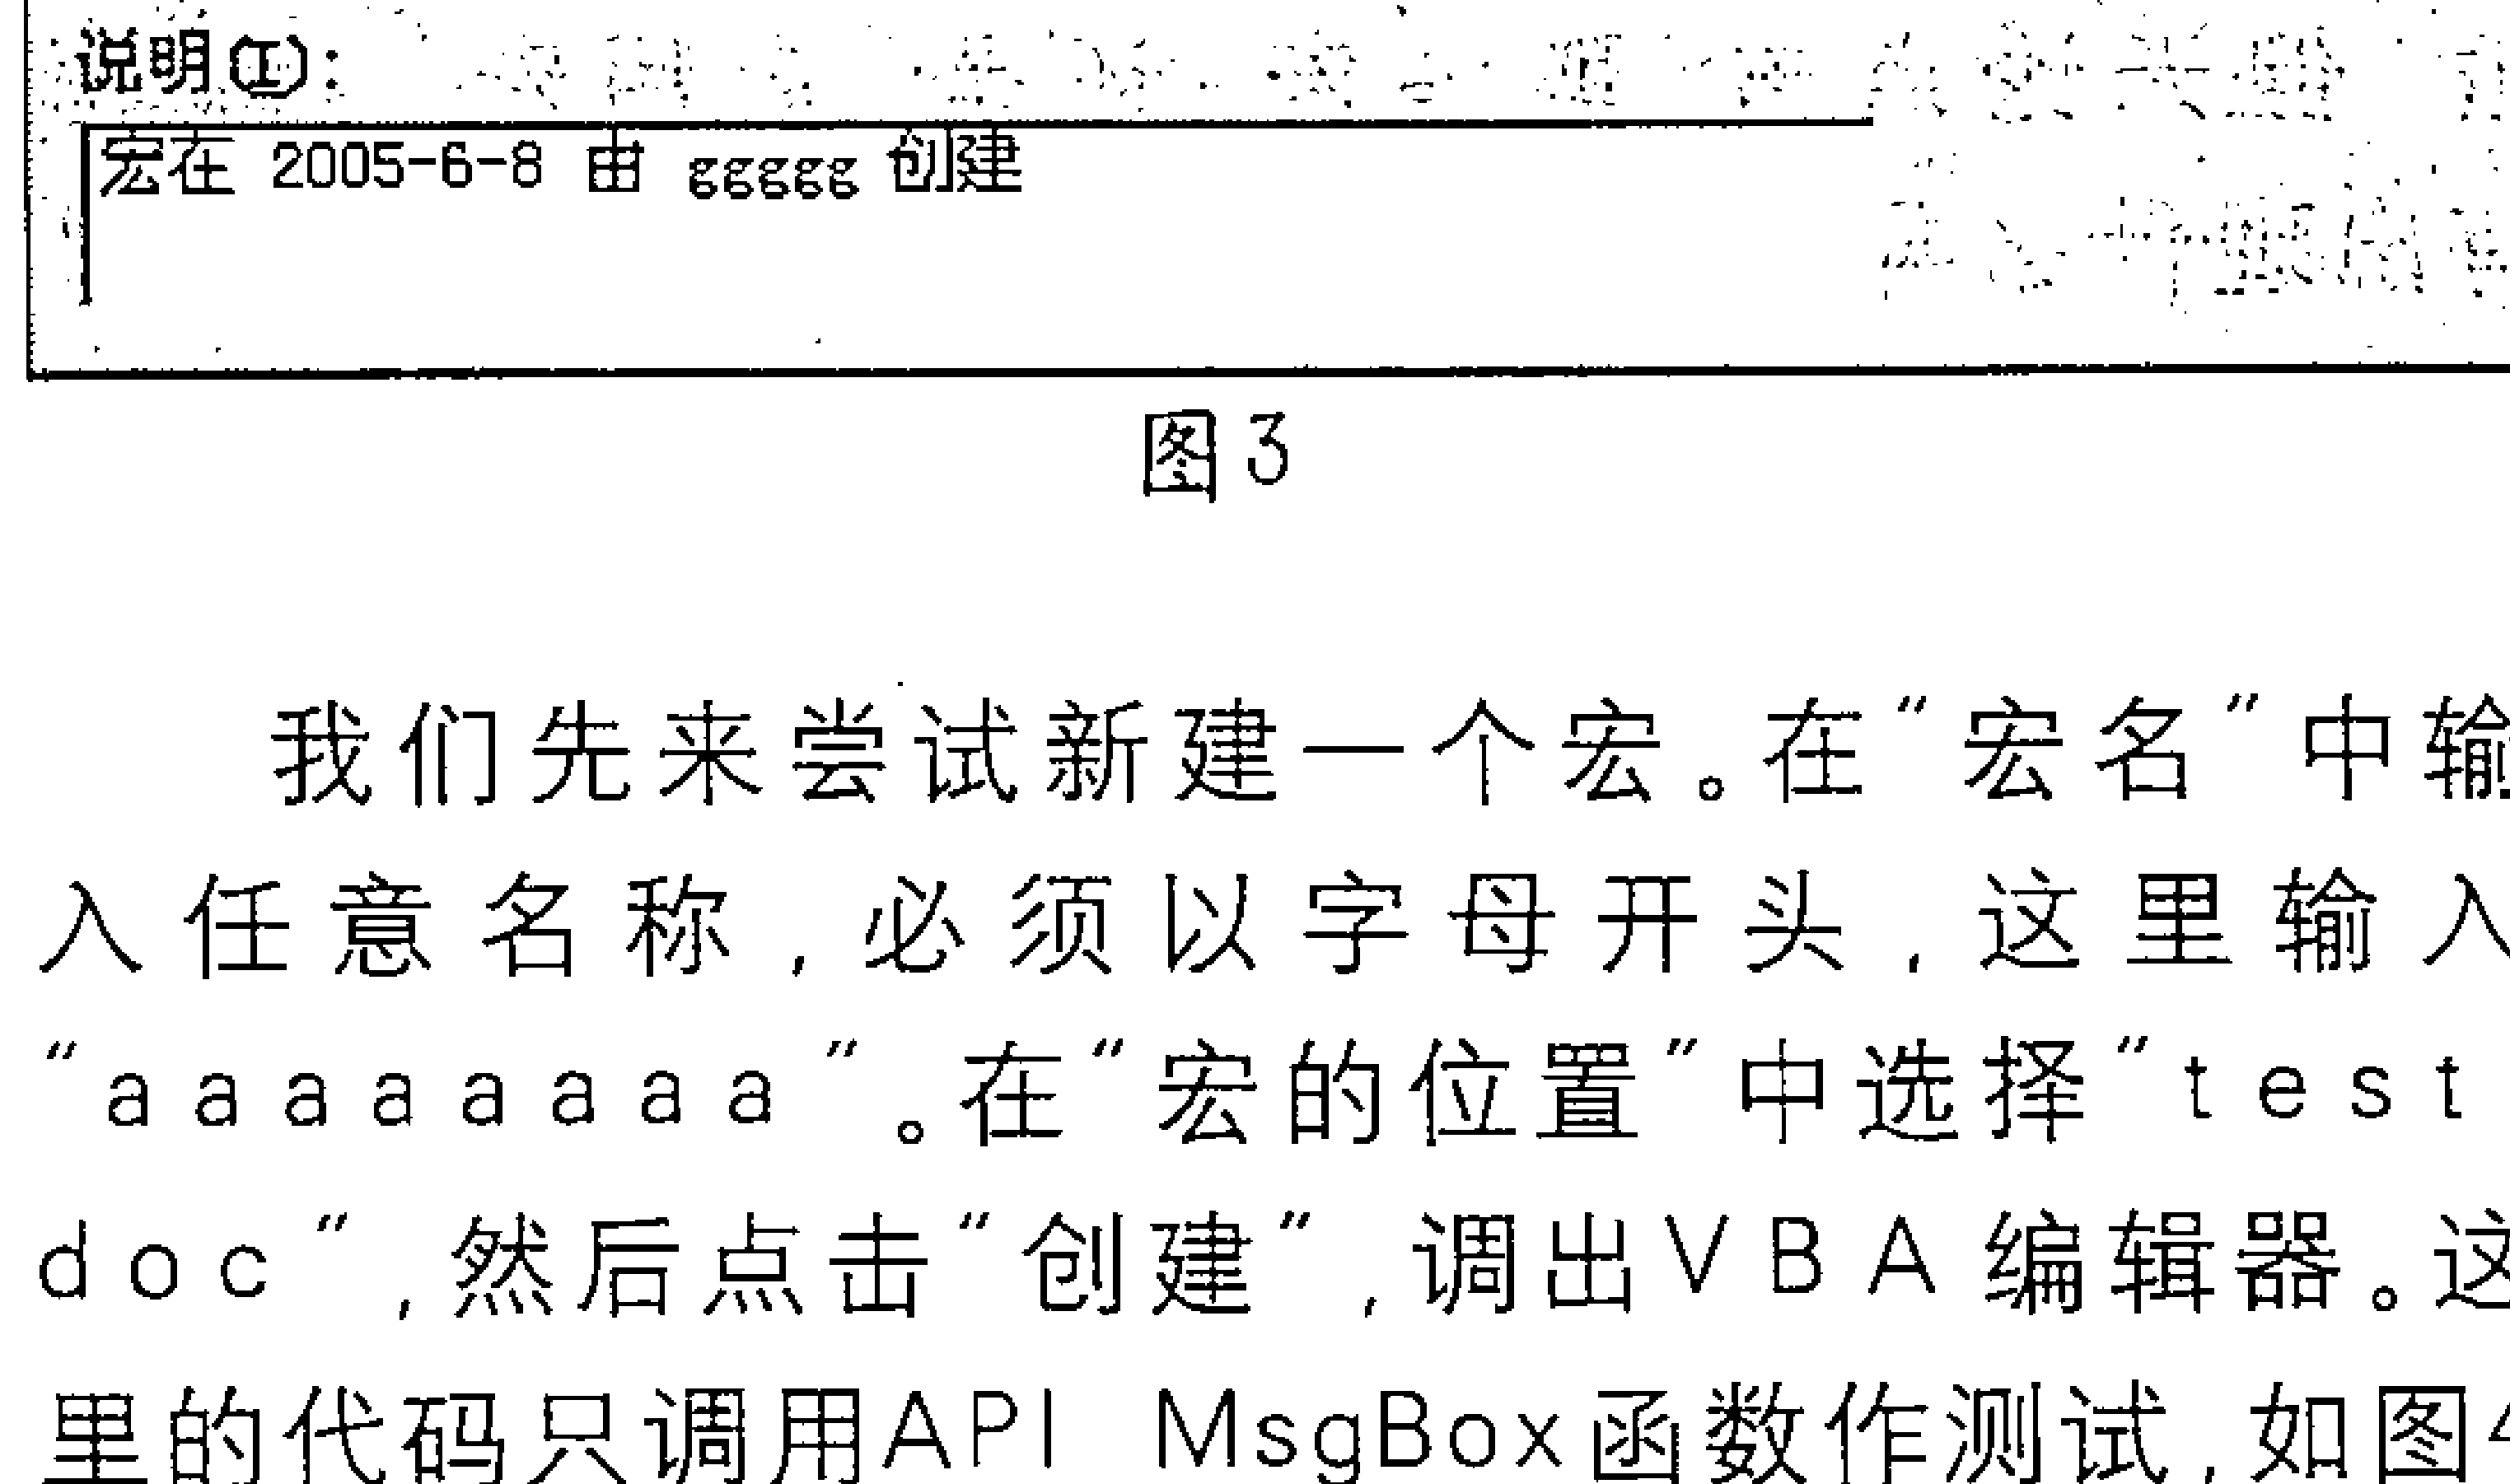 说明(I):
宏在 2005-6-8 由 ggggg 创建
图3
我们先来尝试新建一个宏。在“宏名”中输
入任意名称,必须以字母开头,这里输入
“aaaaaaaa”。在“宏的位置”中选择“test
doc”,然后点击“创建”,调出VBA编辑器。这
里的代码只调用API MsgBox函数作测试,如图4